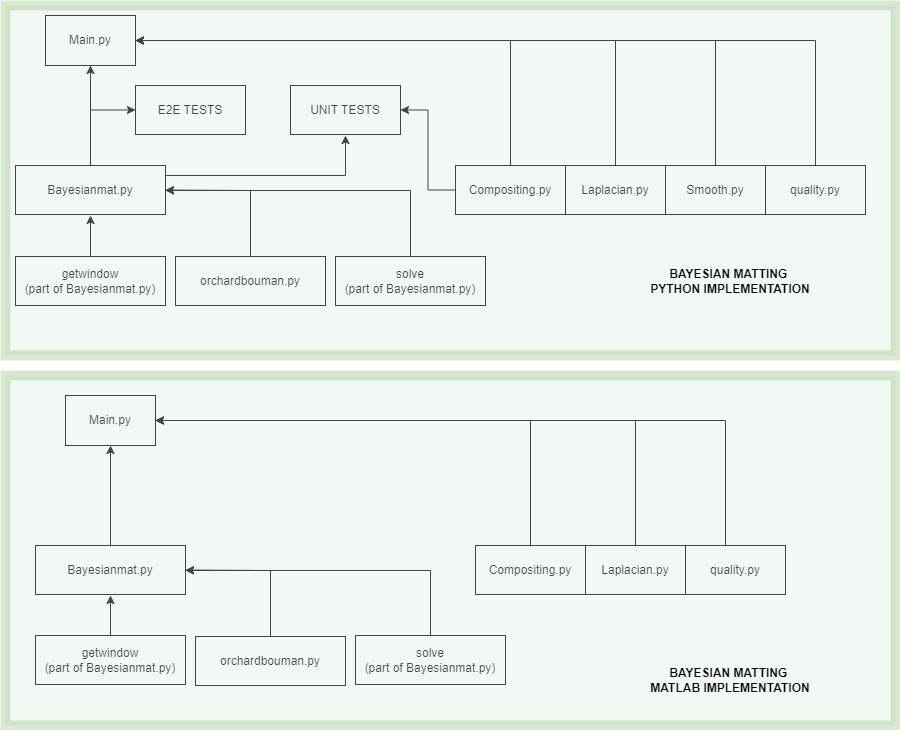 Main.py
E2E TESTS
UNIT TESTS
Bayesianmat.py
Compositing.py
Laplacian.py
Smooth.py
quality.py
getwindow
(part of Bayesianmat.py)
orchardbouman.py
solve
(part of Bayesianmat.py)
BAYESIAN MATTING
PYTHON IMPLEMENTATION
Main.py
Bayesianmat.py
Compositing.py
Laplacian.py
quality.py
getwindow
(part of Bayesianmat.py)
orchardbouman.py
solve
(part of Bayesianmat.py)
BAYESIAN MATTING
MATLAB IMPLEMENTATION